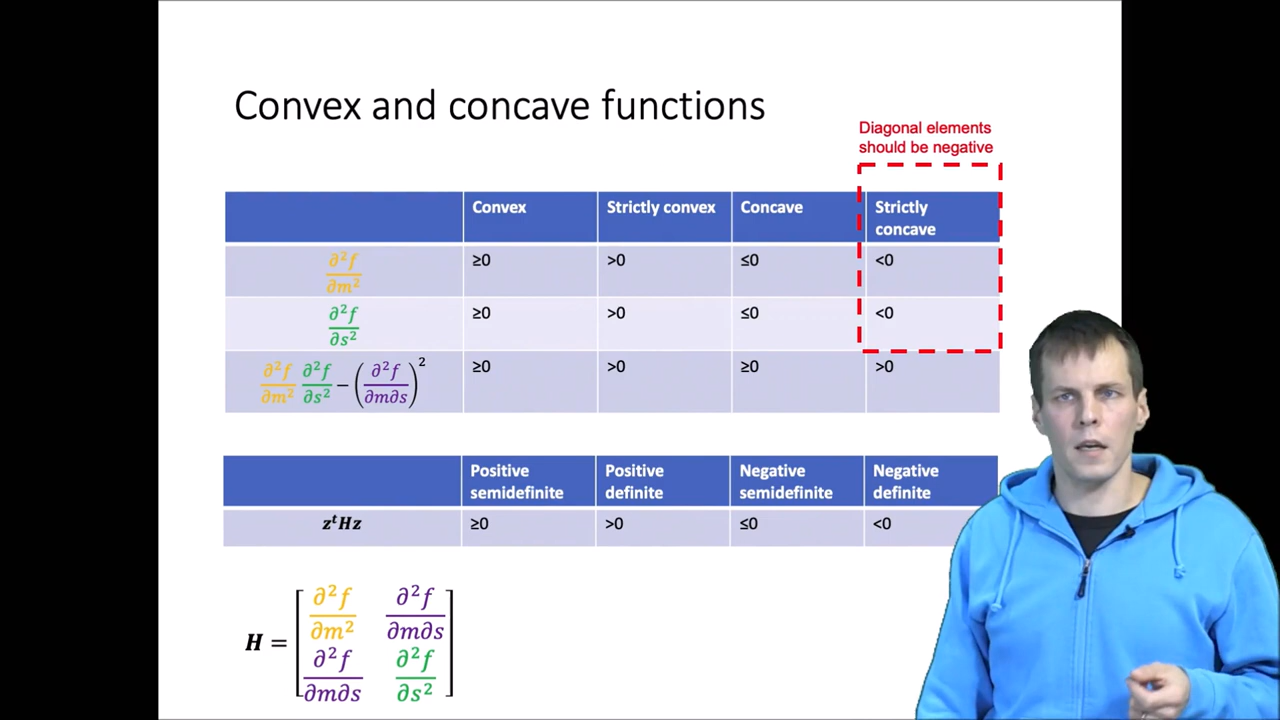 Convex and concave functions
Diagonal elements
should be negative
Convex Strictly convex Concave Strictly
concave
∂²f/∂m² ≥0 >0 ≤0 <0
∂²f/∂s² ≥0 >0 ≤0 <0
∂²f/∂m² ∂²f/∂s² − (∂²f/∂m∂s)² ≥0 >0 ≥0 >0
Positive semidefinite Positive definite Negative semidefinite Negative definite
zᵗHz ≥0 >0 ≤0 <0
H = [∂²f/∂m² ∂²f/∂m∂s
∂²f/∂m∂s ∂²f/∂s²]